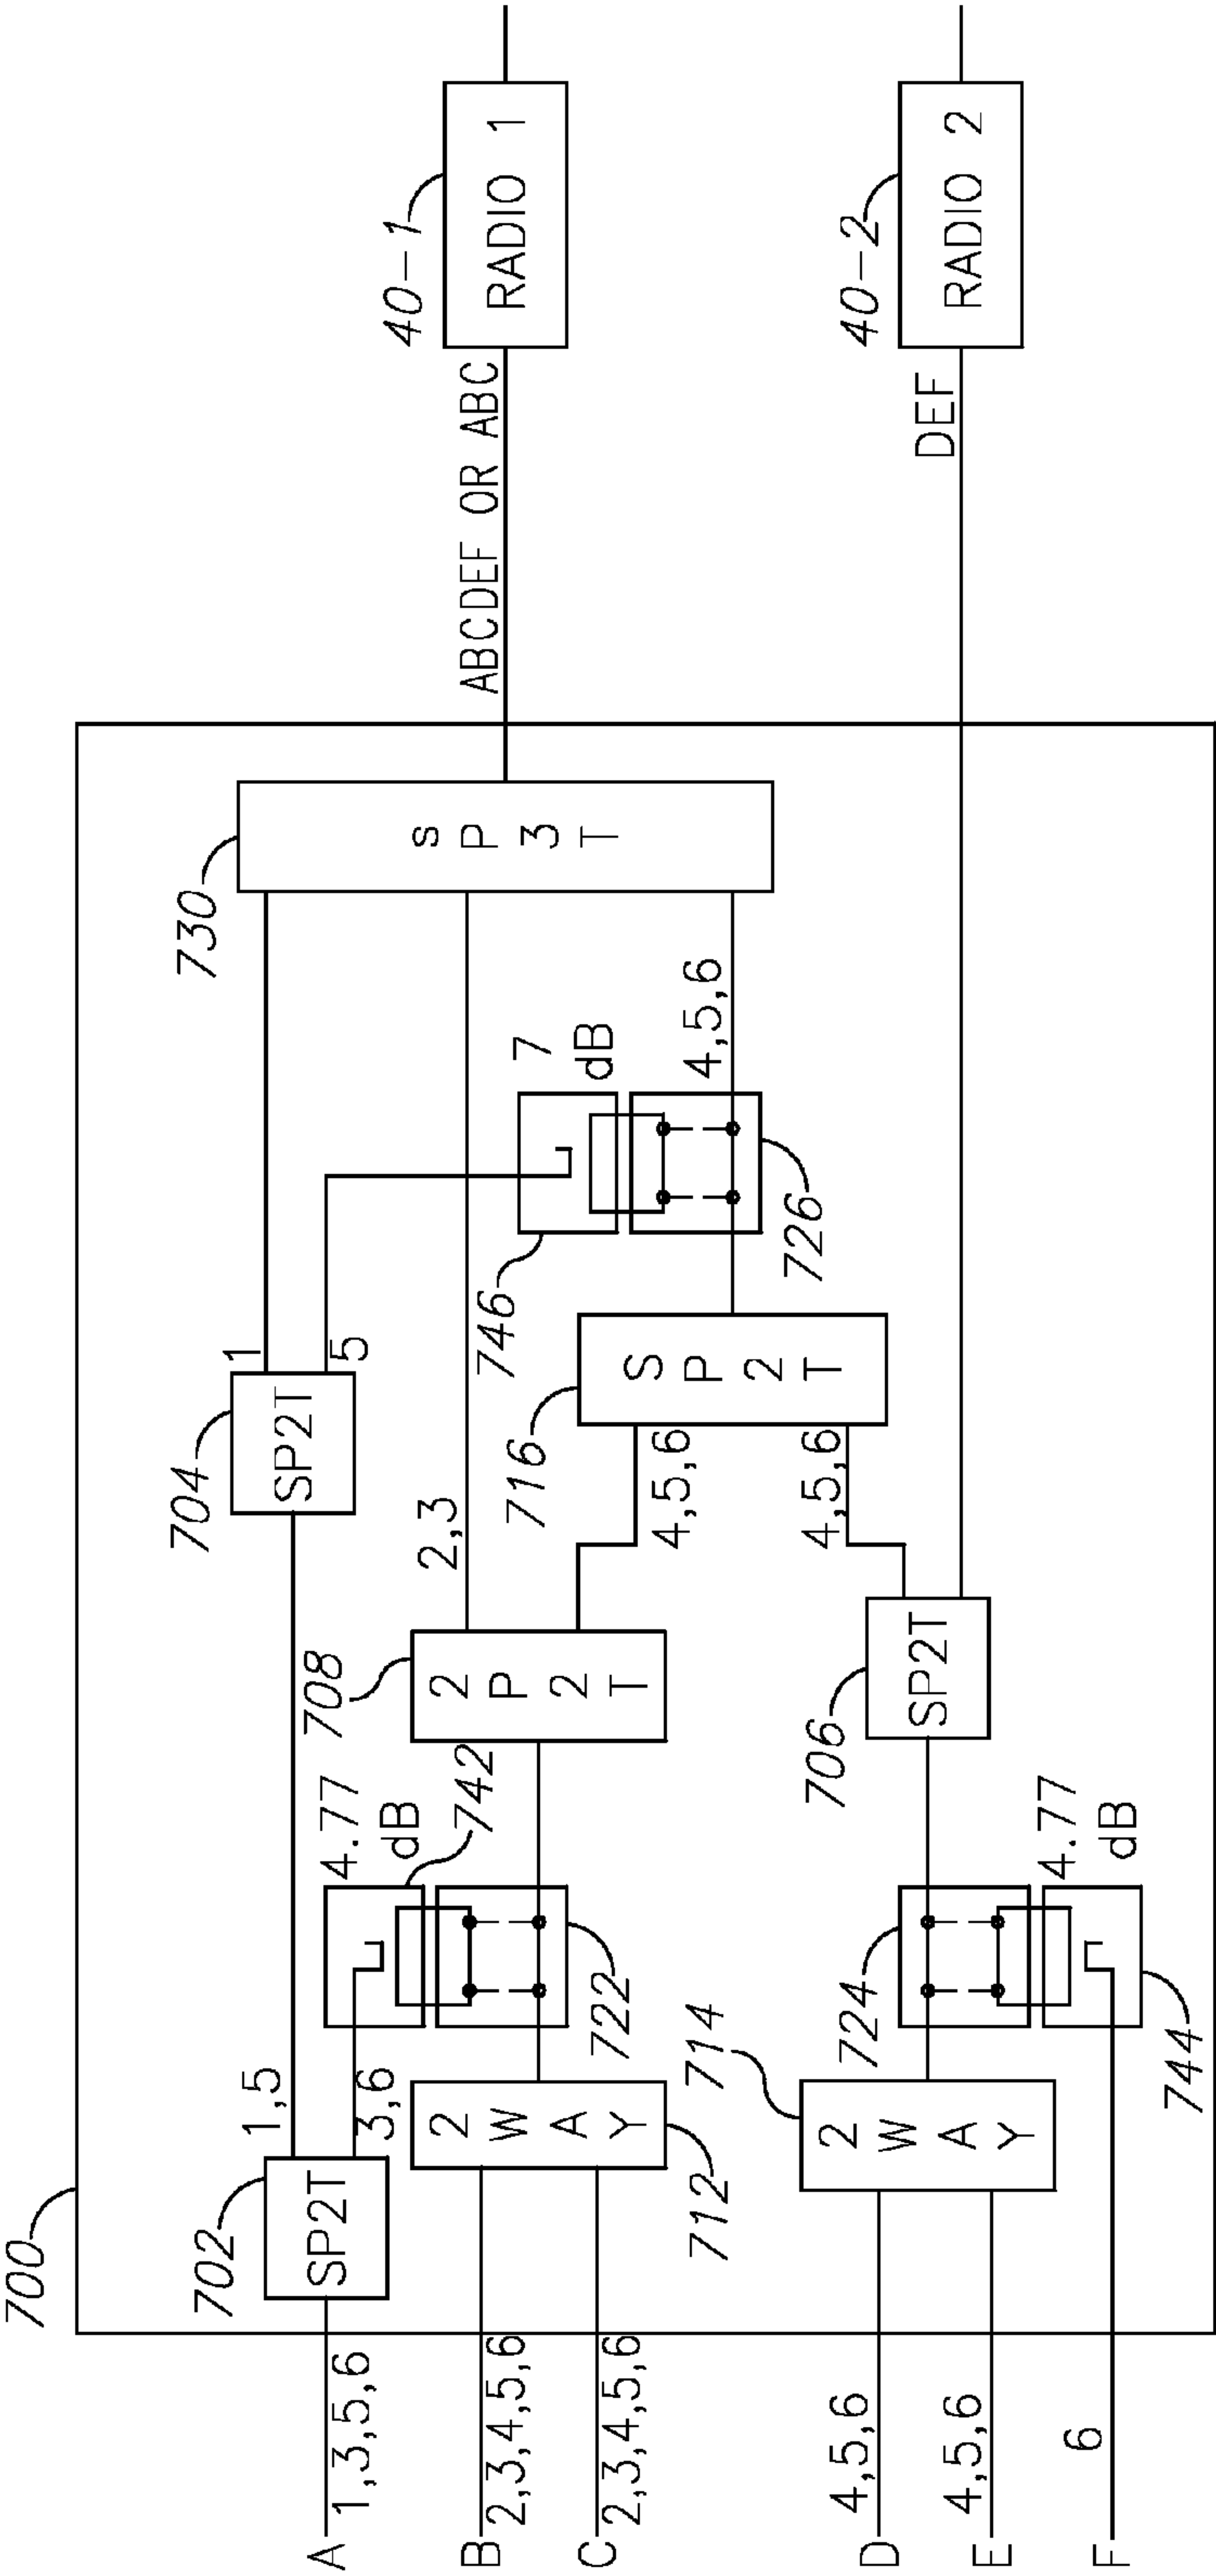 700
A
1,3,5,6
702
SP2T
1,5
3,6
4.77
dB
742
704
SP2T
1
5
730
sP3T
ABCDEF OR ABC
40-1
RADIO 1
B
2,3,4,5,6
C
2,3,4,5,6
2WAY
712
722
708
2P2T
2,3
746
7
dB
716
SP2T
4,5,6
4,5,6
726
4,5,6
D
4,5,6
E
4,5,6
F
6
714
2WAY
724
4.77
dB
744
706
SP2T
DEF
40-2
RADIO 2